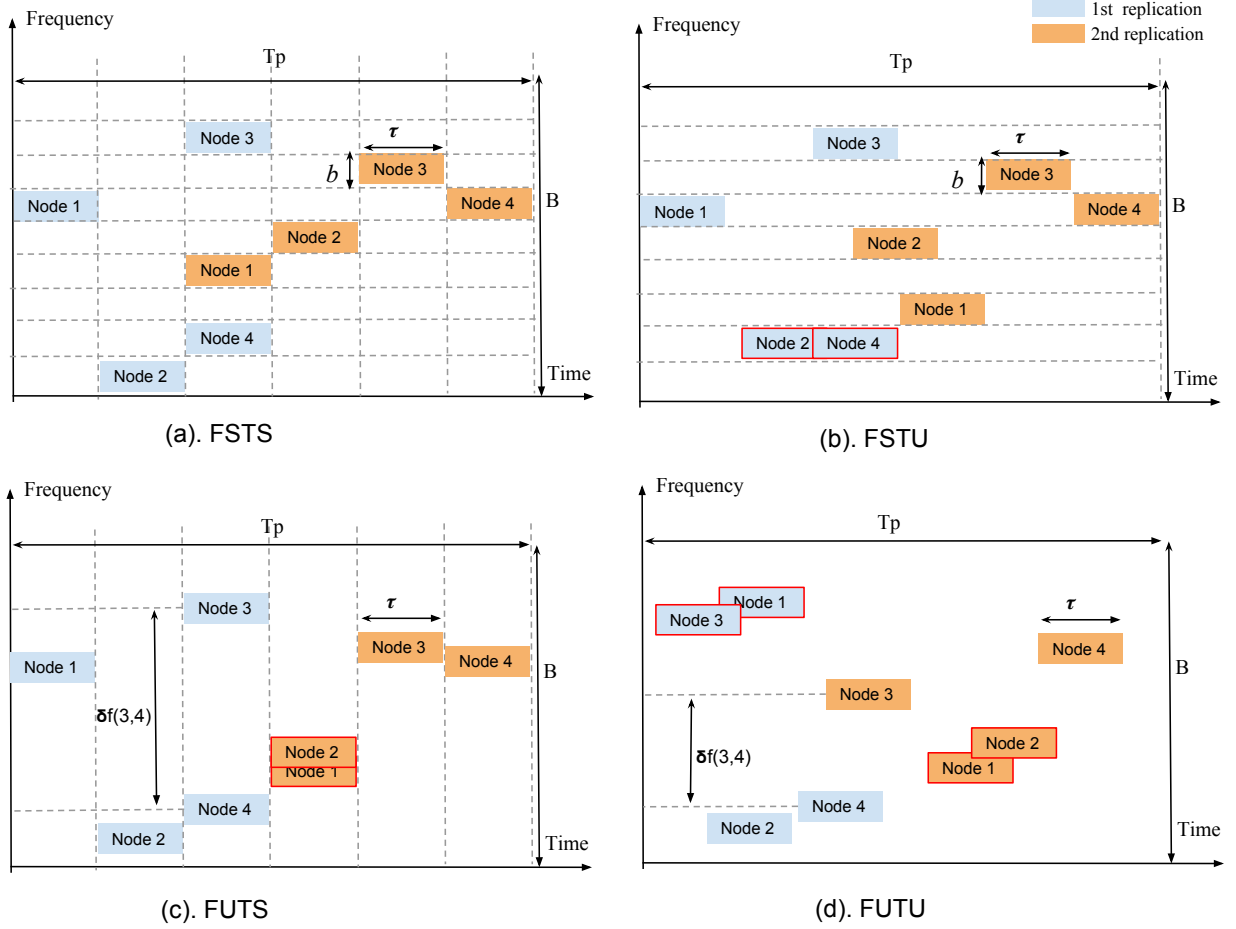 1st replication
2nd replication
Frequency
Tp
Node 3
τ
Node 3
b
Node 1
Node 4
B
Node 2
Node 1
Node 4
Node 2
Time
(a). FSTS
Frequency
Tp
Node 3
τ
Node 3
b
Node 1
Node 4
B
Node 2
Node 1
Node 2
Node 4
Time
(b). FSTU
Frequency
Tp
Node 3
τ
Node 3
Node 1
Node 4
B
δf(3,4)
Node 2
Node 1
Node 4
Node 2
Time
(c). FUTS
Frequency
Tp
Node 1
Node 3
τ
Node 4
B
Node 3
δf(3,4)
Node 2
Node 1
Node 4
Node 2
Time
(d). FUTU